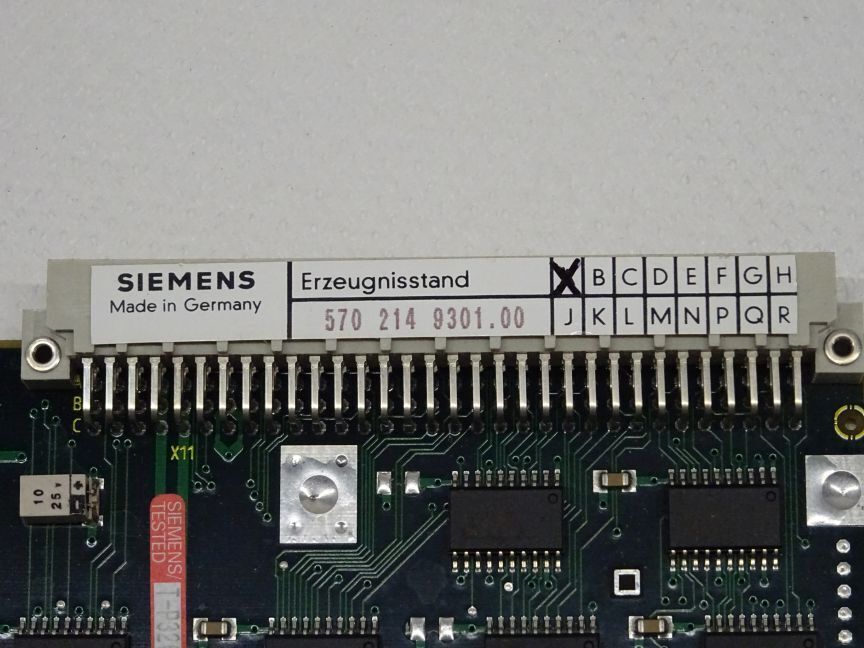 SIEMENS
Made in Germany
Erzeugnisstand
B C D E F G H
570 214 9301.00
J K L M N P Q R
A
B
C
X11
10
25 v
+
SIEMENS/
TESTED